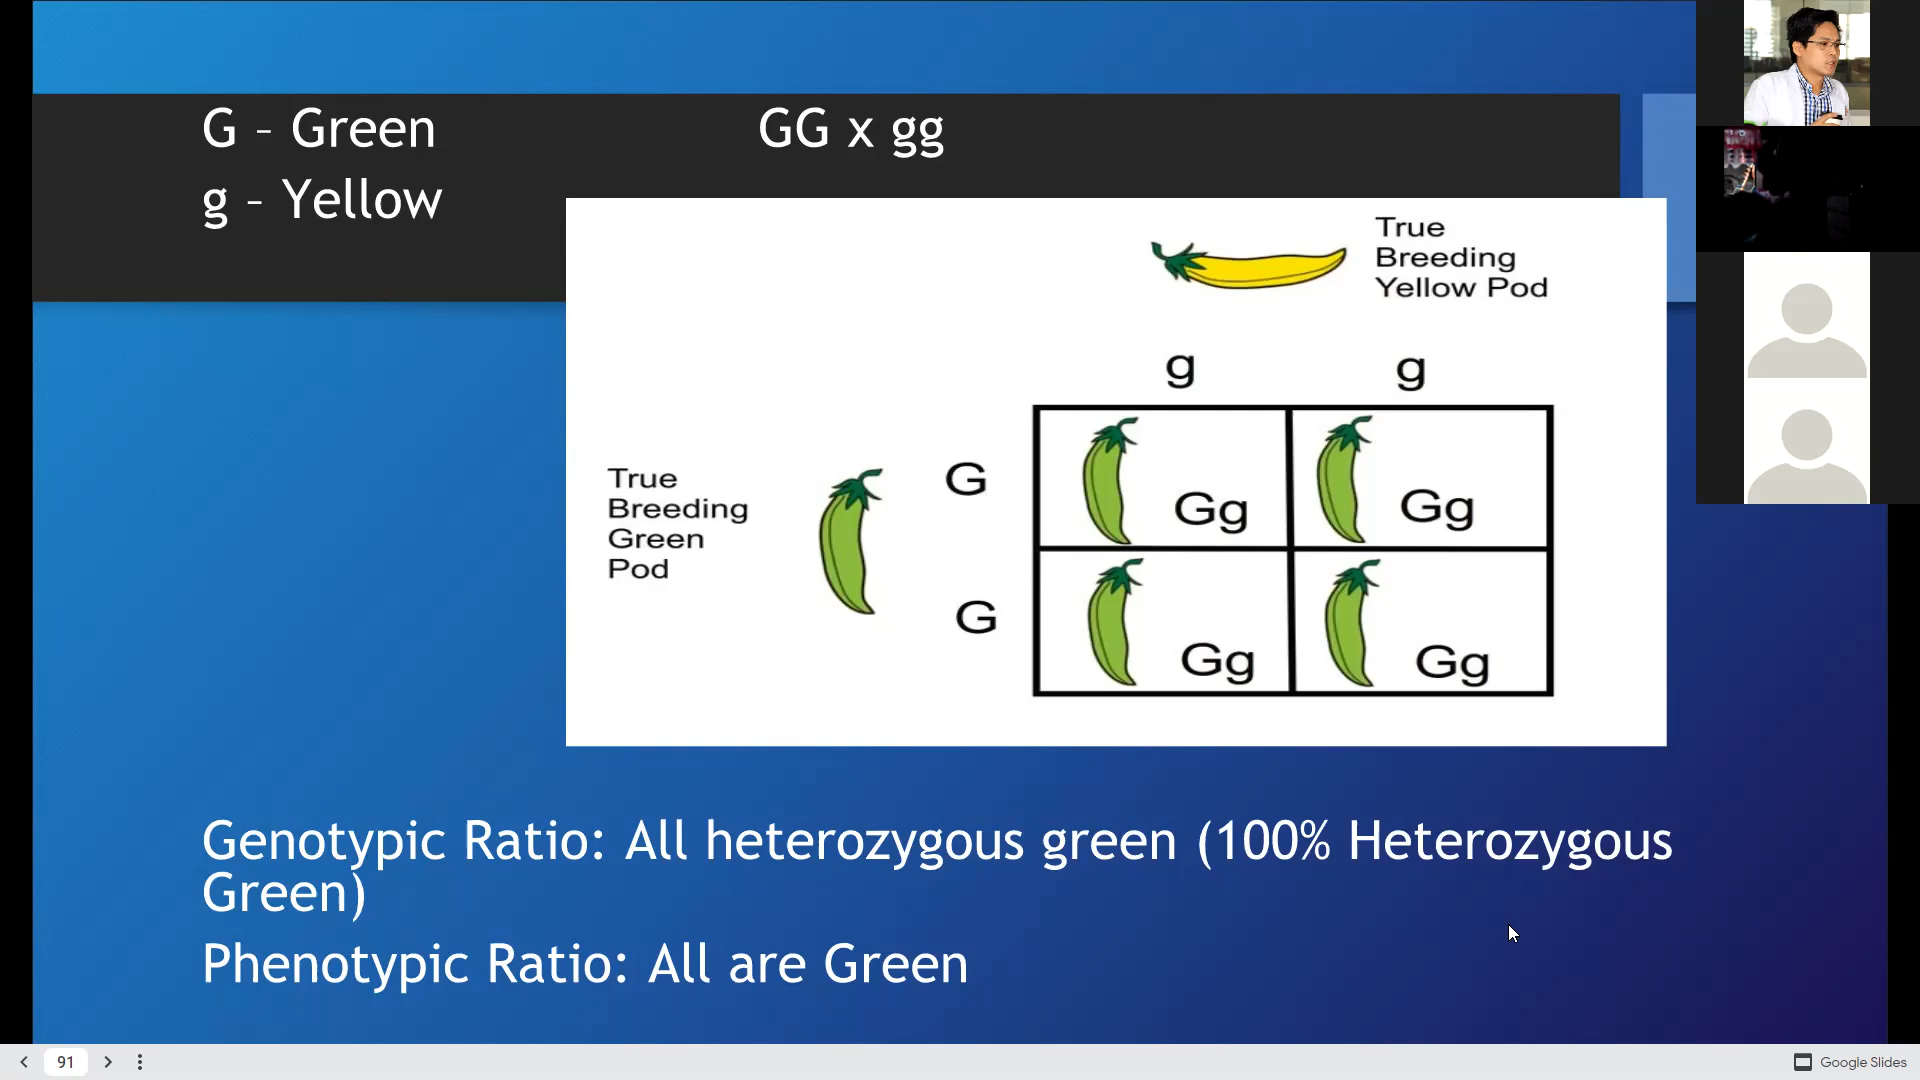 G – Green
GG x gg
g – Yellow
True
Breeding
Yellow Pod
g g
True
Breeding
Green
Pod
G
Gg Gg
G
Gg Gg
Genotypic Ratio: All heterozygous green (100% Heterozygous
Green)
Phenotypic Ratio: All are Green
91
Google Slides